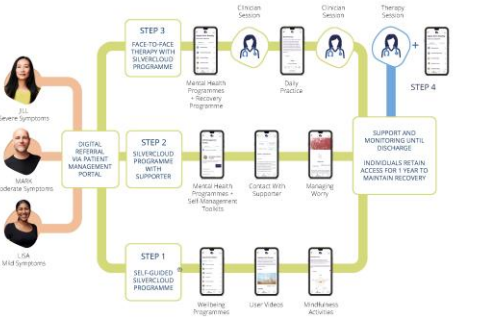 Clinician
Session
Clinician
Session
Therapy
Session
STEP 3
FACE-TO-FACE
THERAPY WITH
SILVERCLOUD
PROGRAMME
+
STEP 4
Mental Health
Programmes
+ Recovery
Programme
Daily
Practice
JILL
Severe Symptoms
DIGITAL
REFERRAL
VIA PATIENT
MANAGEMENT
PORTAL
STEP 2
SILVERCLOUD
PROGRAMME
WITH
SUPPORTER
SUPPORT AND
MONITORING UNTIL
DISCHARGE
INDIVIDUALS RETAIN
ACCESS FOR 1 YEAR TO
MAINTAIN RECOVERY
MARK
oderate Symptoms
Mental Health
Programmes +
Self-Management
Toolkits
Contact With
Supporter
Managing
Worry
LISA
Mild Symptoms
STEP 1
SELF-GUIDED
SILVERCLOUD
PROGRAMME
Wellbeing
Programmes
User Videos
Mindfulness
Activities